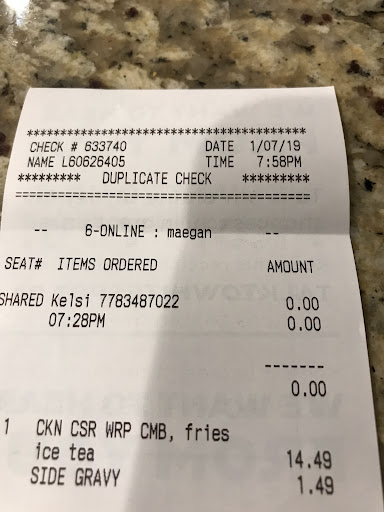 ****************************************
CHECK # 633740 DATE 1/07/19
NAME L60626405 TIME 7:58PM
********* DUPLICATE CHECK *********
========================================
-- 6-ONLINE : maegan --
SEAT# ITEMS ORDERED AMOUNT
SHARED Kelsi 7783487022 0.00
07:28PM 0.00
-------
0.00
1 CKN CSR WRP CMB, fries
ice tea 14.49
SIDE GRAVY 1.49